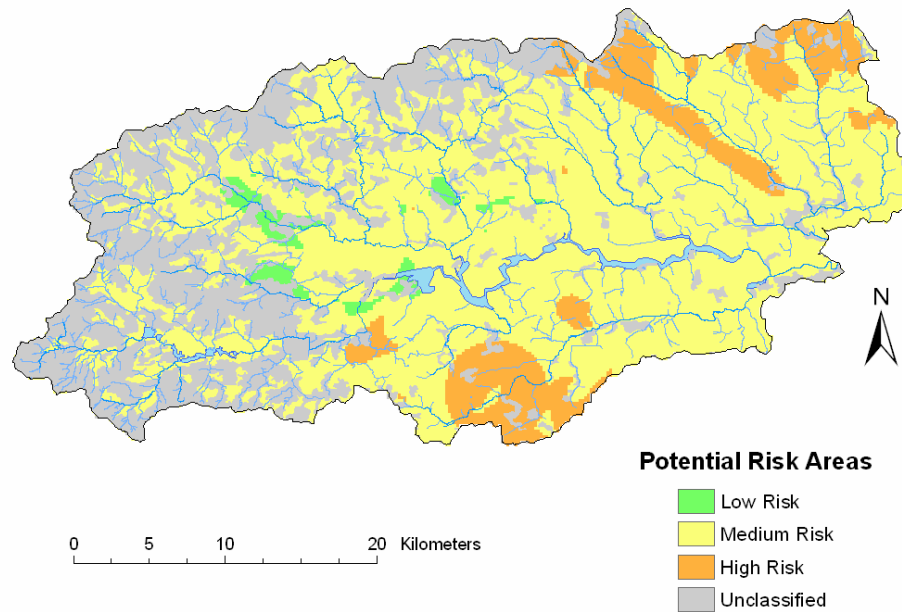 N
Potential Risk Areas
Low Risk
Medium Risk
High Risk
Unclassified
0 5 10 20 Kilometers